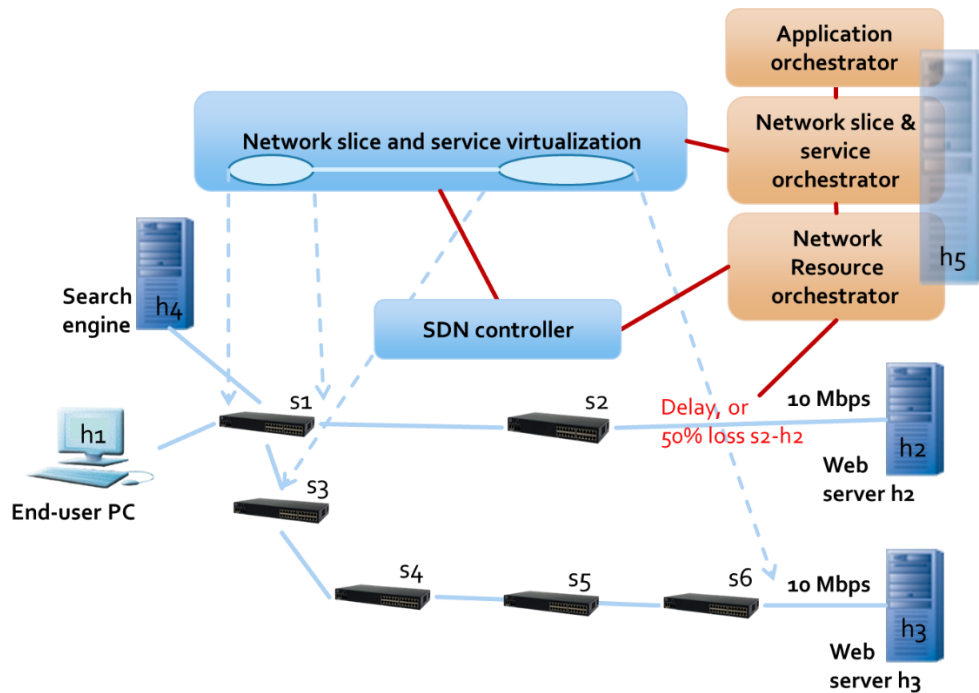 Application
orchestrator
Network slice and service virtualization
Network slice &
service
orchestrator
Network
Resource
orchestrator
h5
Search
engine
h4
SDN controller
s1
s2
Delay, or
50% loss s2-h2
10 Mbps
h1
h2
End-user PC
Web
server h2
s3
s4
s5
s6
10 Mbps
h3
Web
server h3